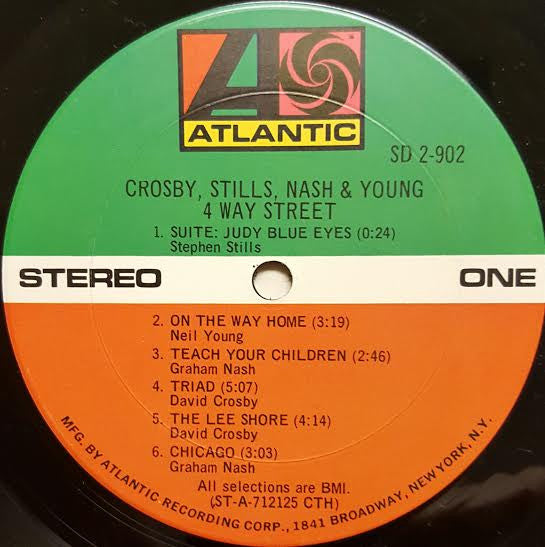 ATLANTIC
SD 2-902
CROSBY, STILLS, NASH & YOUNG
4 WAY STREET
1. SUITE: JUDY BLUE EYES (0:24)
Stephen Stills
STEREO ONE
2. ON THE WAY HOME (3:19)
Neil Young
3. TEACH YOUR CHILDREN (2:46)
Graham Nash
4. TRIAD (5:07)
David Crosby
5. THE LEE SHORE (4:14)
David Crosby
6. CHICAGO (3:03)
Graham Nash
All selections are BMI.
(ST-A-712125 CTH)
MFG. BY ATLANTIC RECORDING CORP., 1841 BROADWAY, NEW YORK, N.Y.